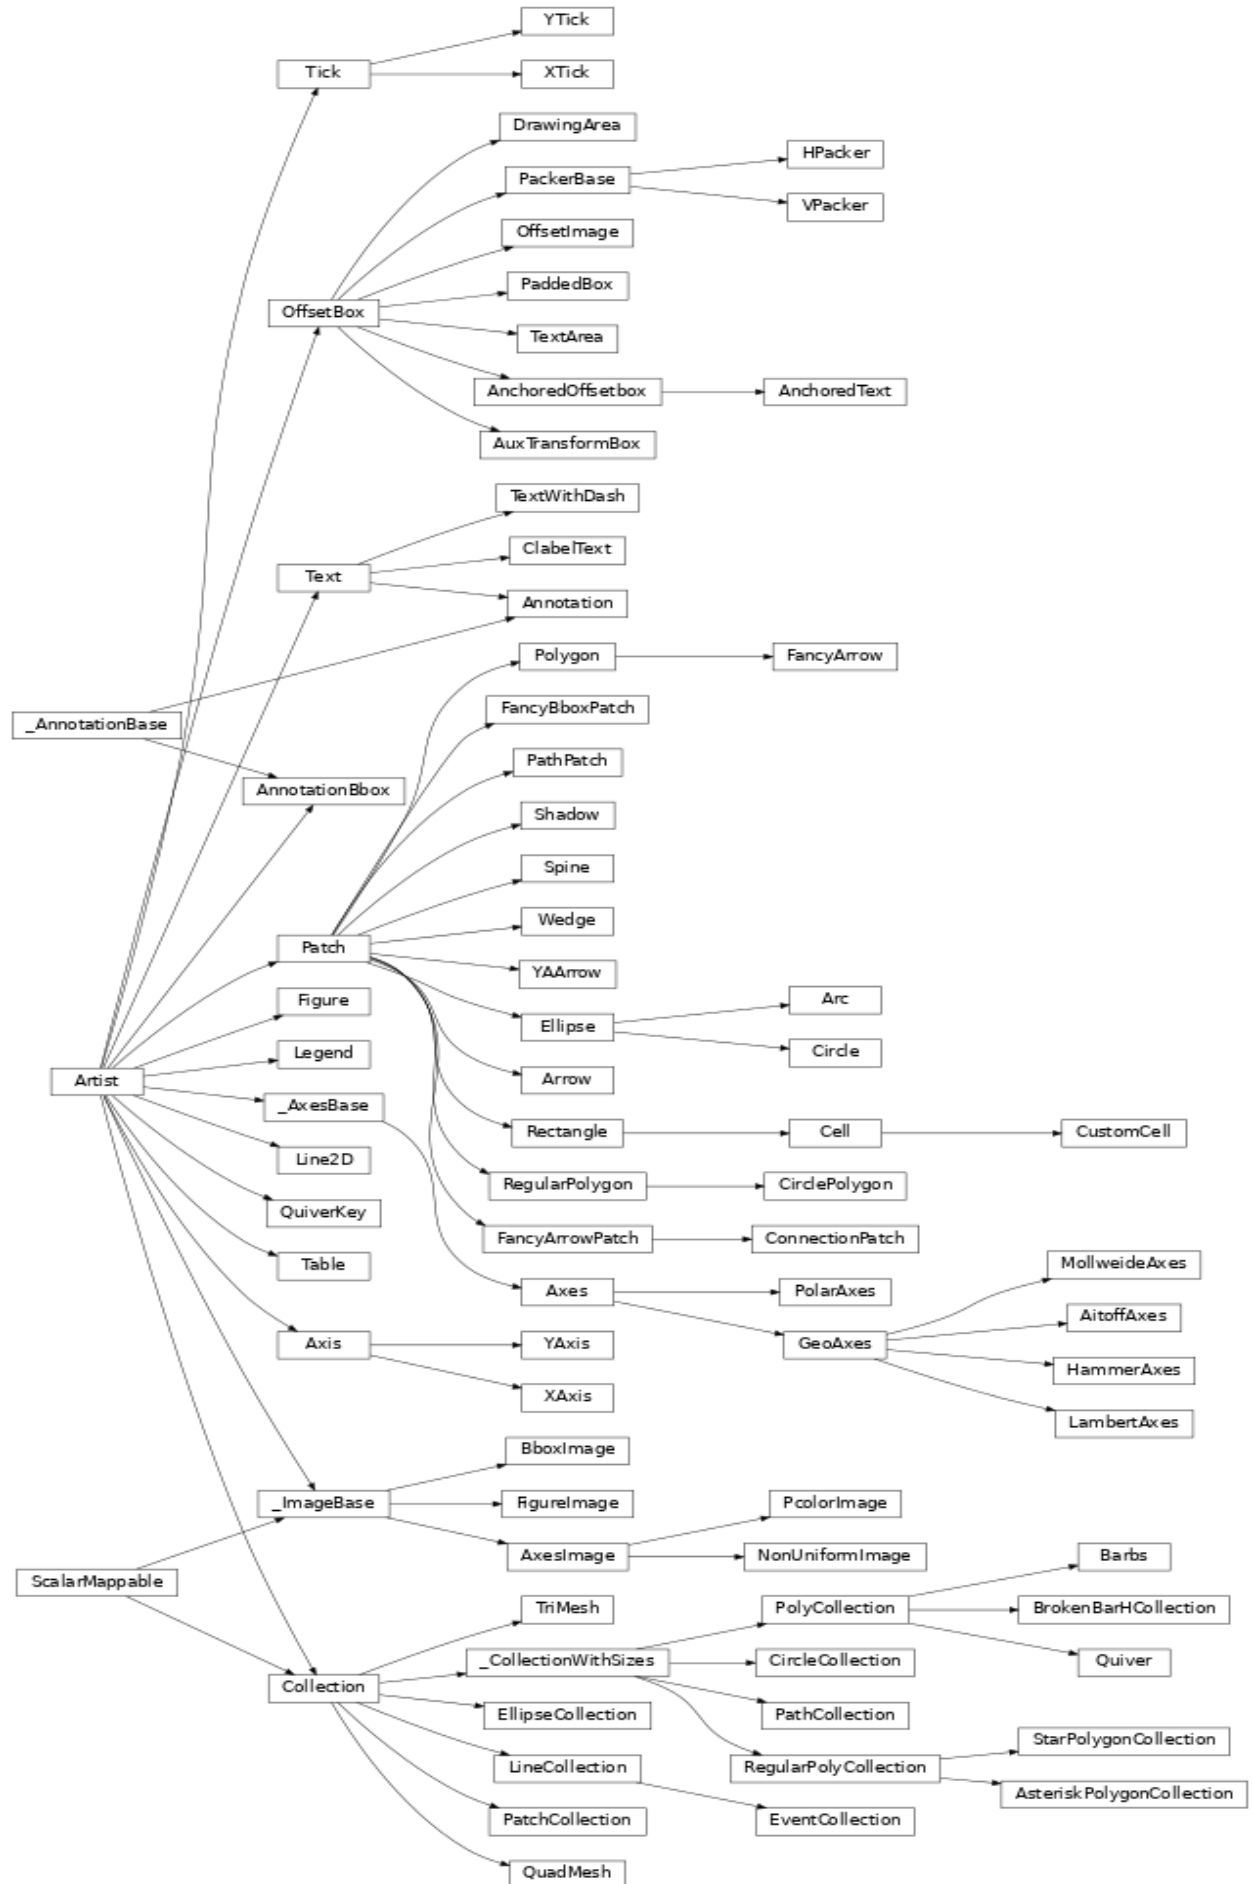 YTick
Tick
XTick
DrawingArea
HPacker
PackerBase
VPacker
OffsetImage
PaddedBox
OffsetBox
TextArea
AnchoredOffsetbox
AnchoredText
AuxTransformBox
TextWithDash
ClabelText
Text
Annotation
Polygon
FancyArrow
FancyBboxPatch
_AnnotationBase
PathPatch
AnnotationBbox
Shadow
Spine
Wedge
Patch
YAArrow
Figure
Arc
Ellipse
Legend
Circle
Artist
Arrow
_AxesBase
Rectangle
Cell
CustomCell
Line2D
RegularPolygon
CirclePolygon
QuiverKey
FancyArrowPatch
ConnectionPatch
Table
MollweideAxes
Axes
PolarAxes
AitoffAxes
Axis
YAxis
GeoAxes
HammerAxes
XAxis
LambertAxes
BboxImage
_ImageBase
FigureImage
PcolorImage
AxesImage
NonUniformImage
Barbs
ScalarMappable
TriMesh
PolyCollection
BrokenBarHCollection
_CollectionWithSizes
CircleCollection
Quiver
Collection
EllipseCollection
PathCollection
StarPolygonCollection
LineCollection
RegularPolyCollection
AsteriskPolygonCollection
PatchCollection
EventCollection
QuadMesh